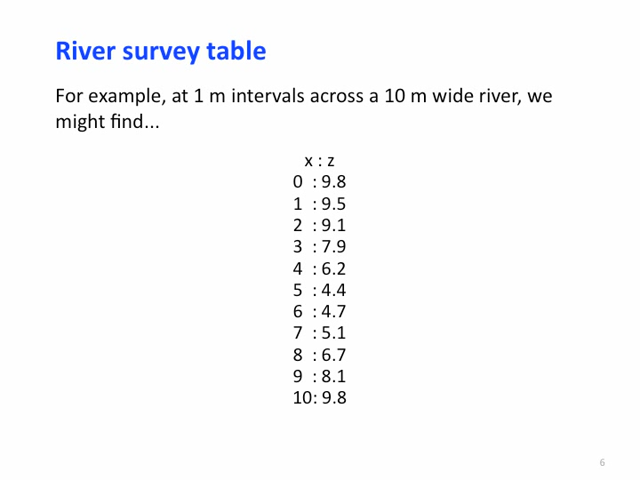 River survey table
For example, at 1 m intervals across a 10 m wide river, we
might find...
x : z
0 : 9.8
1 : 9.5
2 : 9.1
3 : 7.9
4 : 6.2
5 : 4.4
6 : 4.7
7 : 5.1
8 : 6.7
9 : 8.1
10: 9.8
6